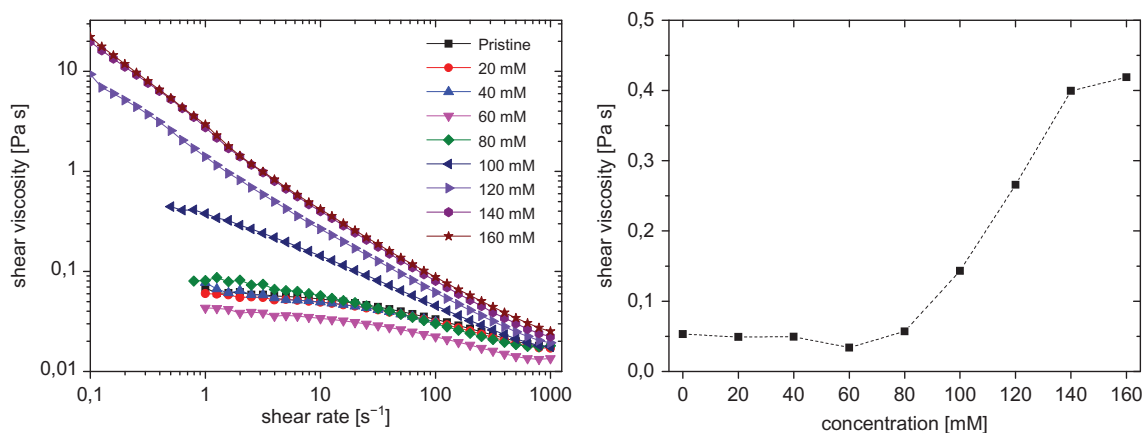 shear viscosity [Pa s]
10
1
0,1
0,01
0,1
1
10
100
1000
shear rate [s⁻¹]
Pristine
20 mM
40 mM
60 mM
80 mM
100 mM
120 mM
140 mM
160 mM
shear viscosity [Pa s]
0,5
0,4
0,3
0,2
0,1
0,0
0
20
40
60
80
100
120
140
160
concentration [mM]